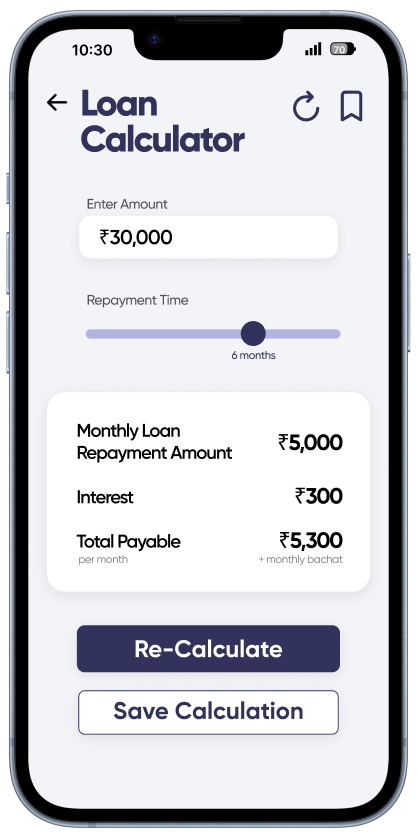 10:30
70
Loan
Calculator
Enter Amount
₹30,000
Repayment Time
6 months
Monthly Loan
Repayment Amount
₹5,000
Interest
₹300
Total Payable
₹5,300
per month
+ monthly bachat
Re-Calculate
Save Calculation